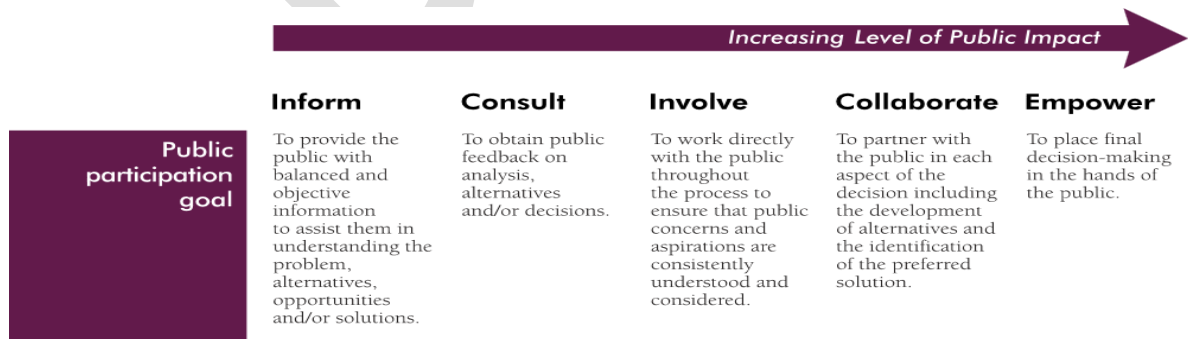 Increasing Level of Public Impact
Inform
Consult
Involve
Collaborate
Empower
Public
participation
goal
To provide the
public with
balanced and
objective
information
to assist them in
understanding the
problem,
alternatives,
opportunities
and/or solutions.
To obtain public
feedback on
analysis,
alternatives
and/or decisions.
To work directly
with the public
throughout
the process to
ensure that public
concerns and
aspirations are
consistently
understood and
considered.
To partner with
the public in each
aspect of the
decision including
the development
of alternatives and
the identification
of the preferred
solution.
To place final
decision-making
in the hands of
the public.